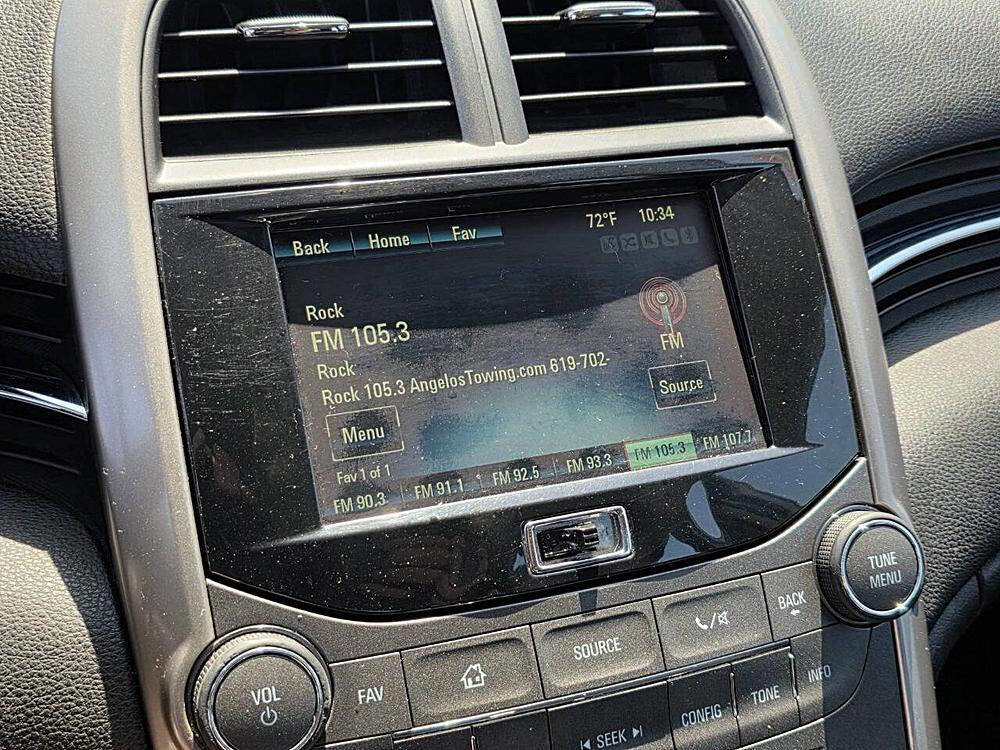 Back Home Fav
72°F 10:34
Rock
FM 105.3
Rock
Rock 105.3 AngelosTowing.com 619-702-
FM
Source
Menu
Fav 1 of 1
FM 90.3 FM 91.1 FM 92.5 FM 93.3 FM 105.3 FM 107.7
TUNE
MENU
BACK
SOURCE
FAV
VOL
INFO
TONE
CONFIG
SEEK